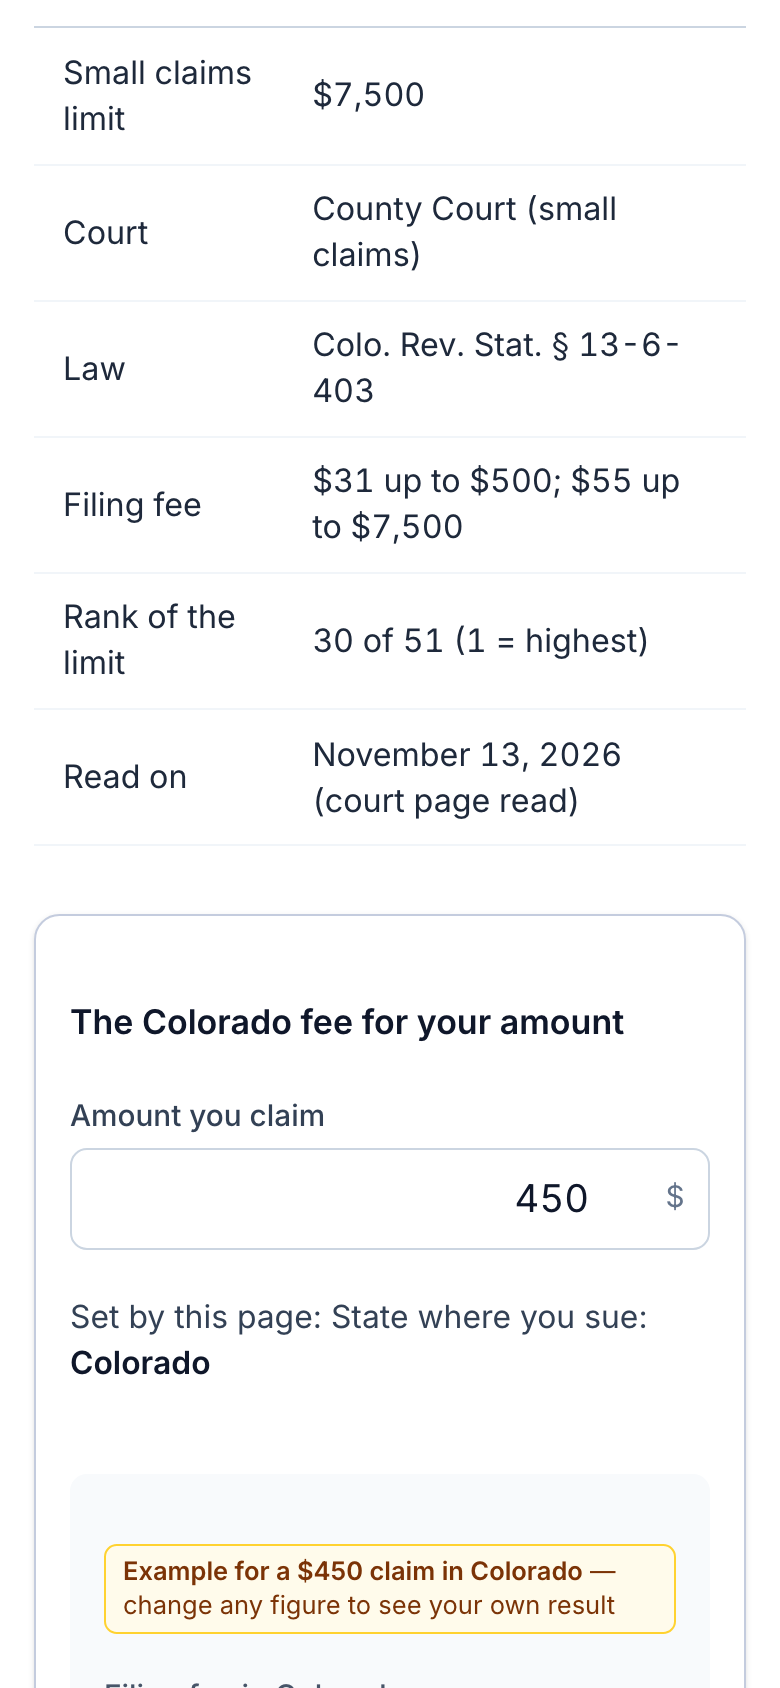 Small claims
limit
$7,500
Court
County Court (small
claims)
Law
Colo. Rev. Stat. § 13-6-
403
Filing fee
$31 up to $500; $55 up
to $7,500
Rank of the
limit
30 of 51 (1 = highest)
Read on
November 13, 2026
(court page read)
The Colorado fee for your amount
Amount you claim
450 $
Set by this page: State where you sue:
Colorado
Example for a $450 claim in Colorado —
change any figure to see your own result